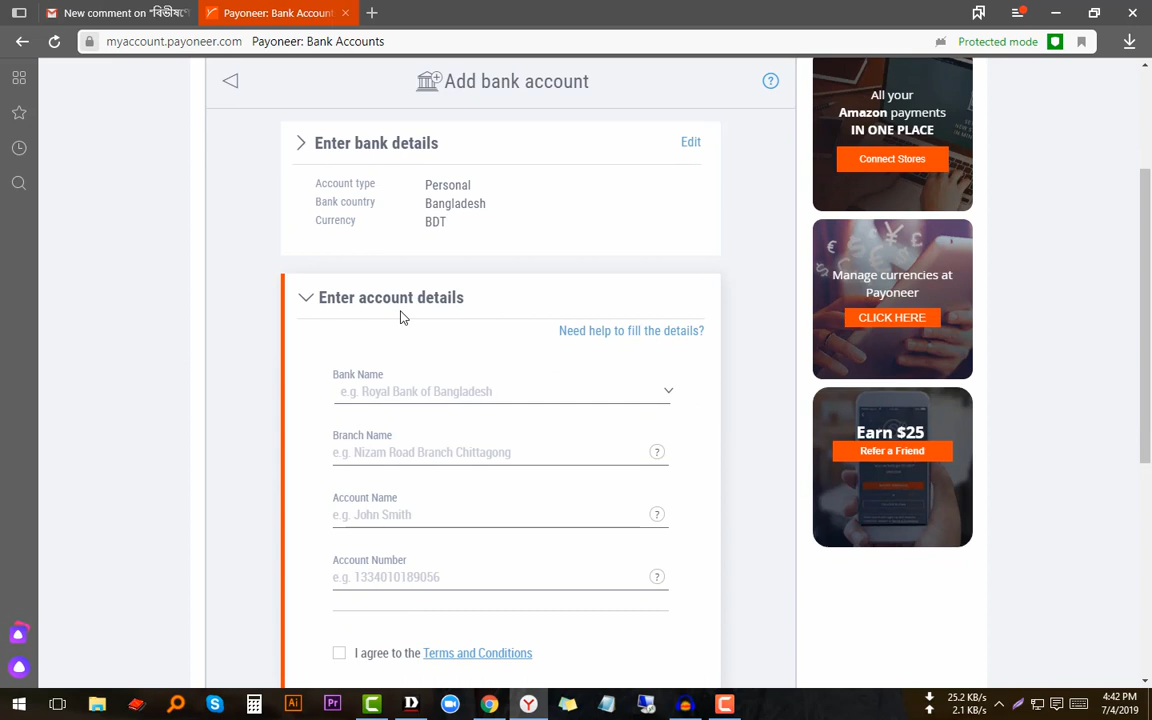 New comment on "বিভীষণে
Payoneer: Bank Account
myaccount.payoneer.com Payoneer: Bank Accounts
Protected mode
Add bank account
?
Enter bank details
Edit
Account type Personal
Bank country Bangladesh
Currency BDT
Enter account details
Need help to fill the details?
Bank Name
e.g. Royal Bank of Bangladesh
Branch Name
e.g. Nizam Road Branch Chittagong
?
Account Name
e.g. John Smith
?
Account Number
e.g. 1334010189056
?
I agree to the Terms and Conditions
All your
Amazon payments
IN ONE PLACE
Connect Stores
Manage currencies at
Payoneer
CLICK HERE
Earn $25
Refer a Friend
Ai
Pr
25.2 KB/s
2.1 KB/s
4:42 PM
7/4/2019